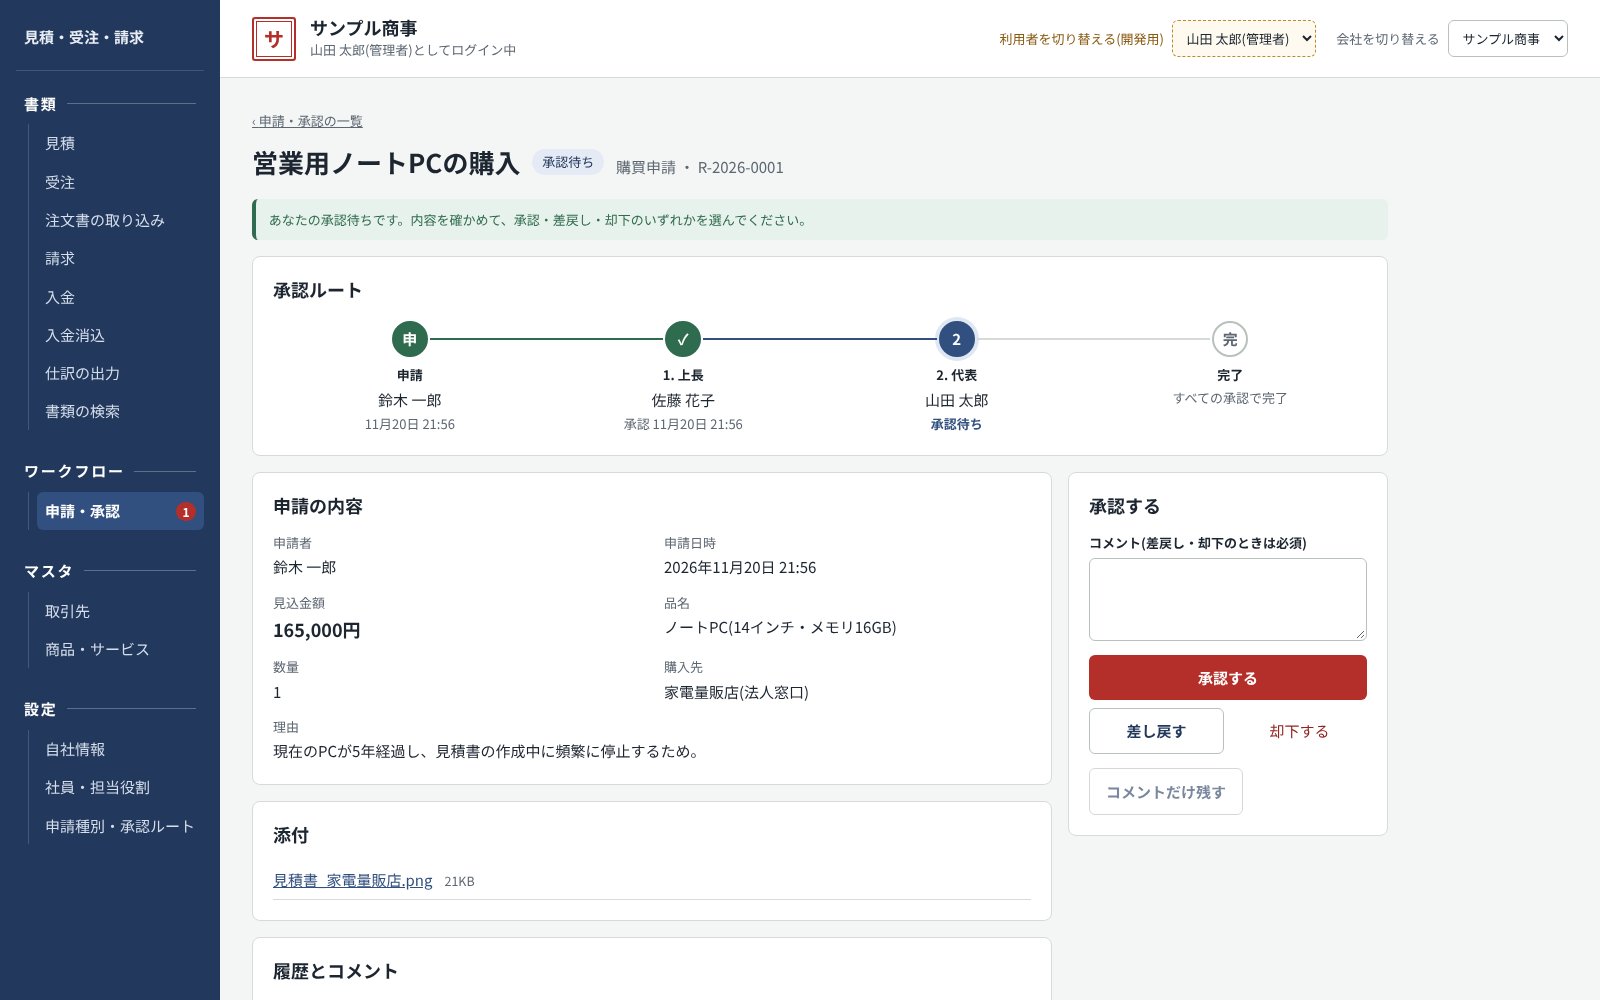 見積・受注・請求
書類
見積
受注
注文書の取り込み
請求
入金
入金消込
仕訳の出力
書類の検索
ワークフロー
申請・承認 1
マスタ
取引先
商品・サービス
設定
自社情報
社員・担当役割
申請種別・承認ルート
サ
サンプル商事
山田 太郎(管理者)としてログイン中
利用者を切り替える(開発用) 山田 太郎(管理者) 会社を切り替える サンプル商事
‹ 申請・承認の一覧
営業用ノートPCの購入 承認待ち 購買申請 ・ R-2026-0001
あなたの承認待ちです。内容を確かめて、承認・差戻し・却下のいずれかを選んでください。
承認ルート
申 ✓ 2 完
申請 1. 上長 2. 代表 完了
鈴木 一郎 佐藤 花子 山田 太郎 すべての承認で完了
11月20日 21:56 承認 11月20日 21:56 承認待ち
申請の内容
申請者 申請日時
鈴木 一郎 2026年11月20日 21:56
見込金額 品名
165,000円 ノートPC(14インチ・メモリ16GB)
数量 購入先
1 家電量販店(法人窓口)
理由
現在のPCが5年経過し、見積書の作成中に頻繁に停止するため。
承認する
コメント(差戻し・却下のときは必須)
承認する
差し戻す 却下する
コメントだけ残す
添付
見積書_家電量販店.png 21KB
履歴とコメント